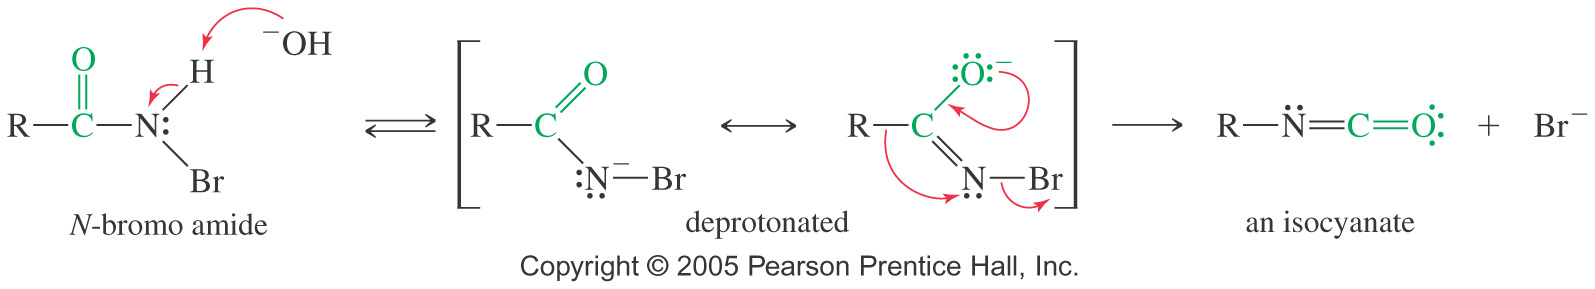 O H ⁻OH O O⁻
R—C—N: R—C R—C R—N=C=O + Br⁻
Br N⁻—Br N—Br
N-bromo amide deprotonated an isocyanate
Copyright © 2005 Pearson Prentice Hall, Inc.